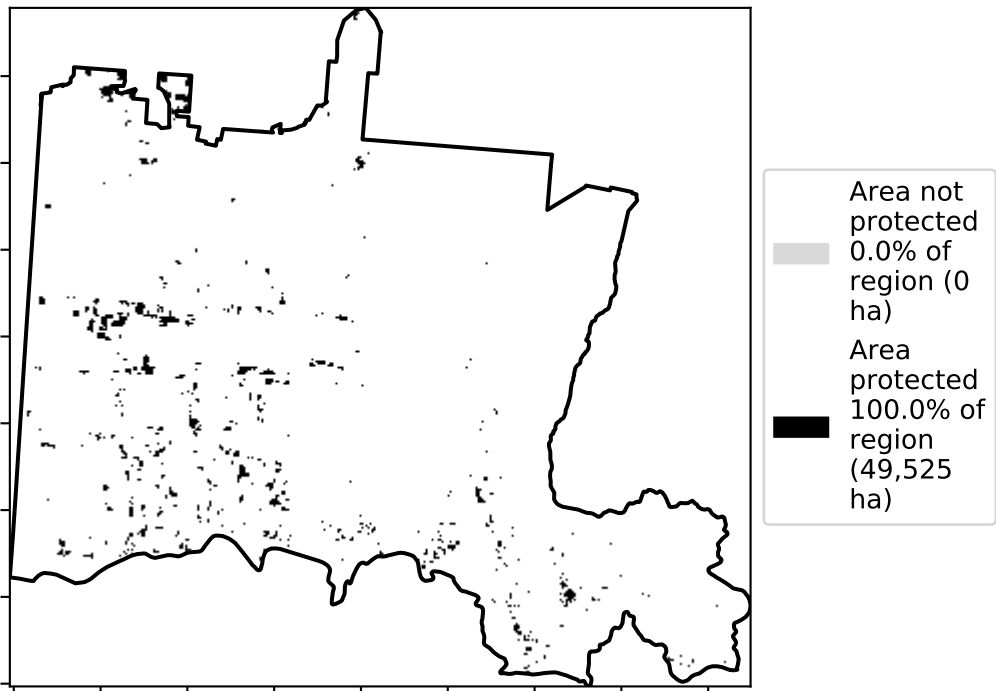 Area not
protected
0.0% of
region (0
ha)
Area
protected
100.0% of
region
(49,525
ha)